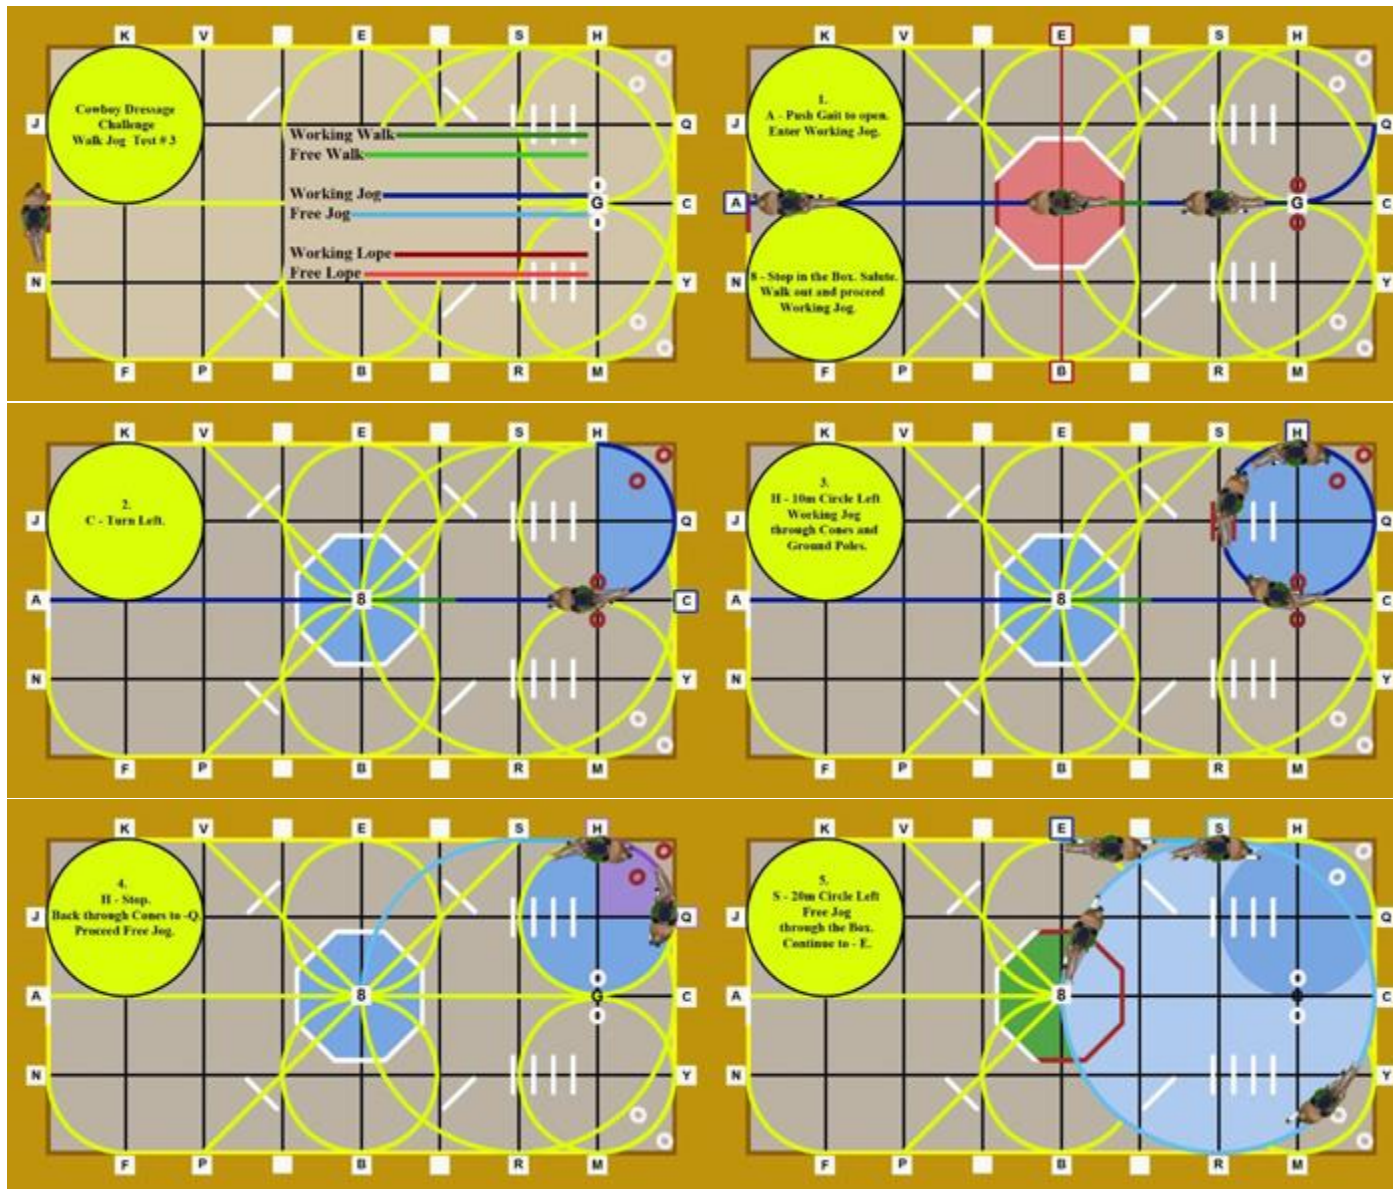 K V E S H
Cowboy Dressage
Challenge
Walk Jog Test # 3
J Q
Working Walk
Free Walk
Working Jog
Free Jog
G C
Working Lope
Free Lope
N Y
F P B R M
K V E S H
1.
A - Push Gait to open.
Enter Working Jog.
J Q
A G C
8 - Stop in the Box. Salute.
Walk out and proceed
Working Jog.
N Y
F P B R M
K V E S H
2.
C - Turn Left.
J Q
A 8 C
N Y
F P B R M
K V E S H
3.
H - 10m Circle Left
Working Jog
through Cones and
Ground Poles.
J Q
A 8 C
N Y
F P B R M
K V E S H
4.
H - Stop.
Back through Cones to -Q.
Proceed Free Jog.
J Q
A 8 G C
N Y
F P B R M
K V E S H
5.
S - 20m Circle Left
Free Jog
through the Box.
Continue to - E.
J Q
A 8 C
N Y
F P B R M